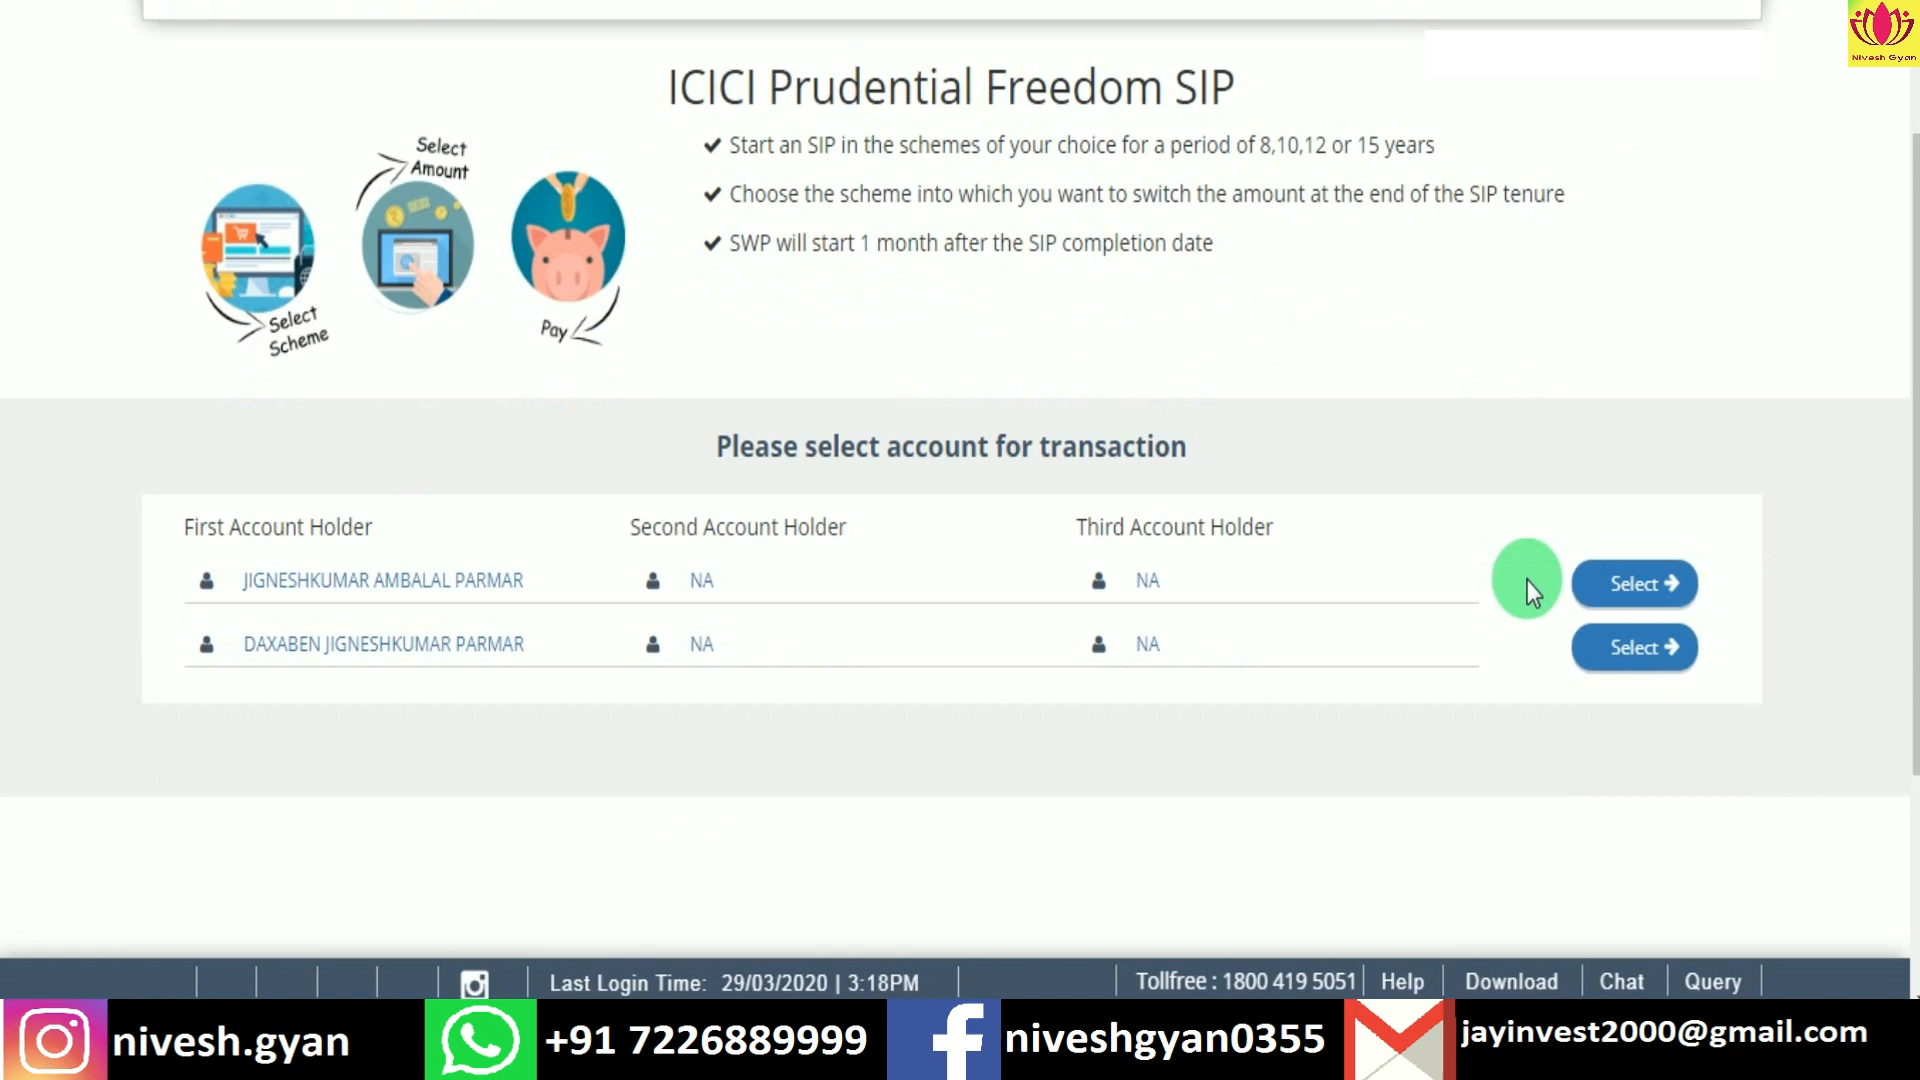 Nivesh Gyan
ICICI Prudential Freedom SIP
Select
Amount
Select
Scheme
Pay
Start an SIP in the schemes of your choice for a period of 8,10,12 or 15 years
Choose the scheme into which you want to switch the amount at the end of the SIP tenure
SWP will start 1 month after the SIP completion date
Please select account for transaction
First Account Holder Second Account Holder Third Account Holder
JIGNESHKUMAR AMBALAL PARMAR NA NA Select
DAXABEN JIGNESHKUMAR PARMAR NA NA Select
Last Login Time: 29/03/2020 | 3:18PM Tollfree : 1800 419 5051 Help Download Chat Query
nivesh.gyan +91 7226889999 niveshgyan0355 jayinvest2000@gmail.com